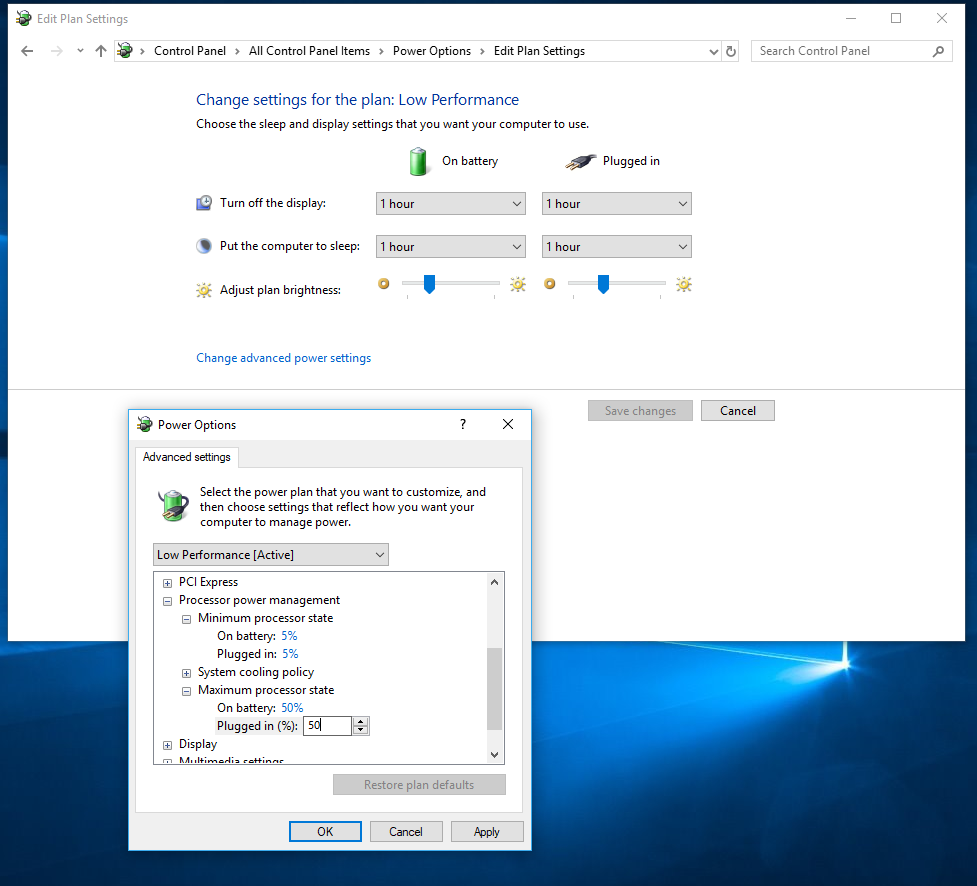 Edit Plan Settings
Control Panel > All Control Panel Items > Power Options > Edit Plan Settings
Search Control Panel
Change settings for the plan: Low Performance
Choose the sleep and display settings that you want your computer to use.
On battery Plugged in
Turn off the display: 1 hour 1 hour
Put the computer to sleep: 1 hour 1 hour
Adjust plan brightness:
Change advanced power settings
Save changes Cancel
Power Options ?
Advanced settings
Select the power plan that you want to customize, and
then choose settings that reflect how you want your
computer to manage power.
Low Performance [Active]
PCI Express
Processor power management
Minimum processor state
On battery: 5%
Plugged in: 5%
System cooling policy
Maximum processor state
On battery: 50%
Plugged in (%): 50
Display
Multimedia settings
Restore plan defaults
OK Cancel Apply